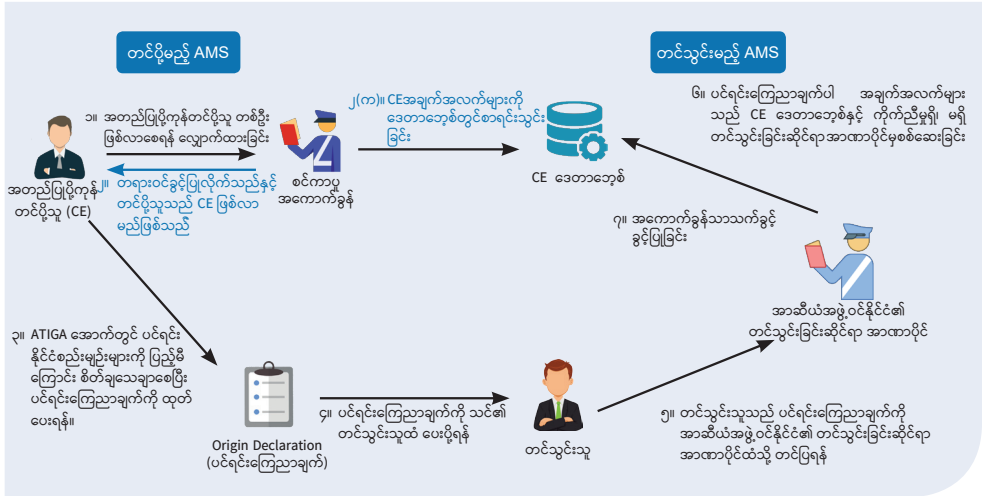 တင်ပို့မည့် AMS
တင်သွင်းမည့် AMS
၁။ အတည်ပြုပို့ကုန်တင်ပို့သူ တစ်ဦး
ဖြစ်လာစေရန် လျှောက်ထားခြင်း
၂(က)။ CEအချက်အလက်များကို
ဒေတာဘေ့စ်တွင်စာရင်းသွင်း
ခြင်း
၆။ ပင်ရင်းကြေညာချက်ပါ အချက်အလက်များ
သည် CE ဒေတာဘေ့စ်နှင့် ကိုက်ညီမှုရှိ၊ မရှိ
တင်သွင်းခြင်းဆိုင်ရာ အာဏာပိုင်မှစစ်ဆေးခြင်း
အတည်ပြုပို့ကုန်
တင်ပို့သူ (CE)
၂။ တရားဝင်ခွင့်ပြုလိုက်သည်နှင့်
တင်ပို့သူသည် CE ဖြစ်လာ
မည်ဖြစ်သည်
စင်ကာပူ
အကောက်ခွန်
CE ဒေတာဘေ့စ်
၇။ အကောက်ခွန်သာသက်ခွင့်
ခွင့်ပြုခြင်း
အာဆီယံအဖွဲ့ဝင်နိုင်ငံ၏
တင်သွင်းခြင်းဆိုင်ရာ အာဏာပိုင်
၃။ ATIGA အောက်တွင် ပင်ရင်း
နိုင်ငံစည်းမျဉ်းများကို ပြည့်မီ
ကြောင်း စိတ်ချသေချာစေပြီး
ပင်ရင်းကြေညာချက်ကို ထုတ်
ပေးရန်။
Origin Declaration
(ပင်ရင်းကြေညာချက်)
၄။ ပင်ရင်းကြေညာချက်ကို သင်၏
တင်သွင်းသူထံ ပေးပို့ရန်
တင်သွင်းသူ
၅။ တင်သွင်းသူသည် ပင်ရင်းကြေညာချက်ကို
အာဆီယံအဖွဲ့ဝင်နိုင်ငံ၏ တင်သွင်းခြင်းဆိုင်ရာ
အာဏာပိုင်ထံသို့ တင်ပြရန်